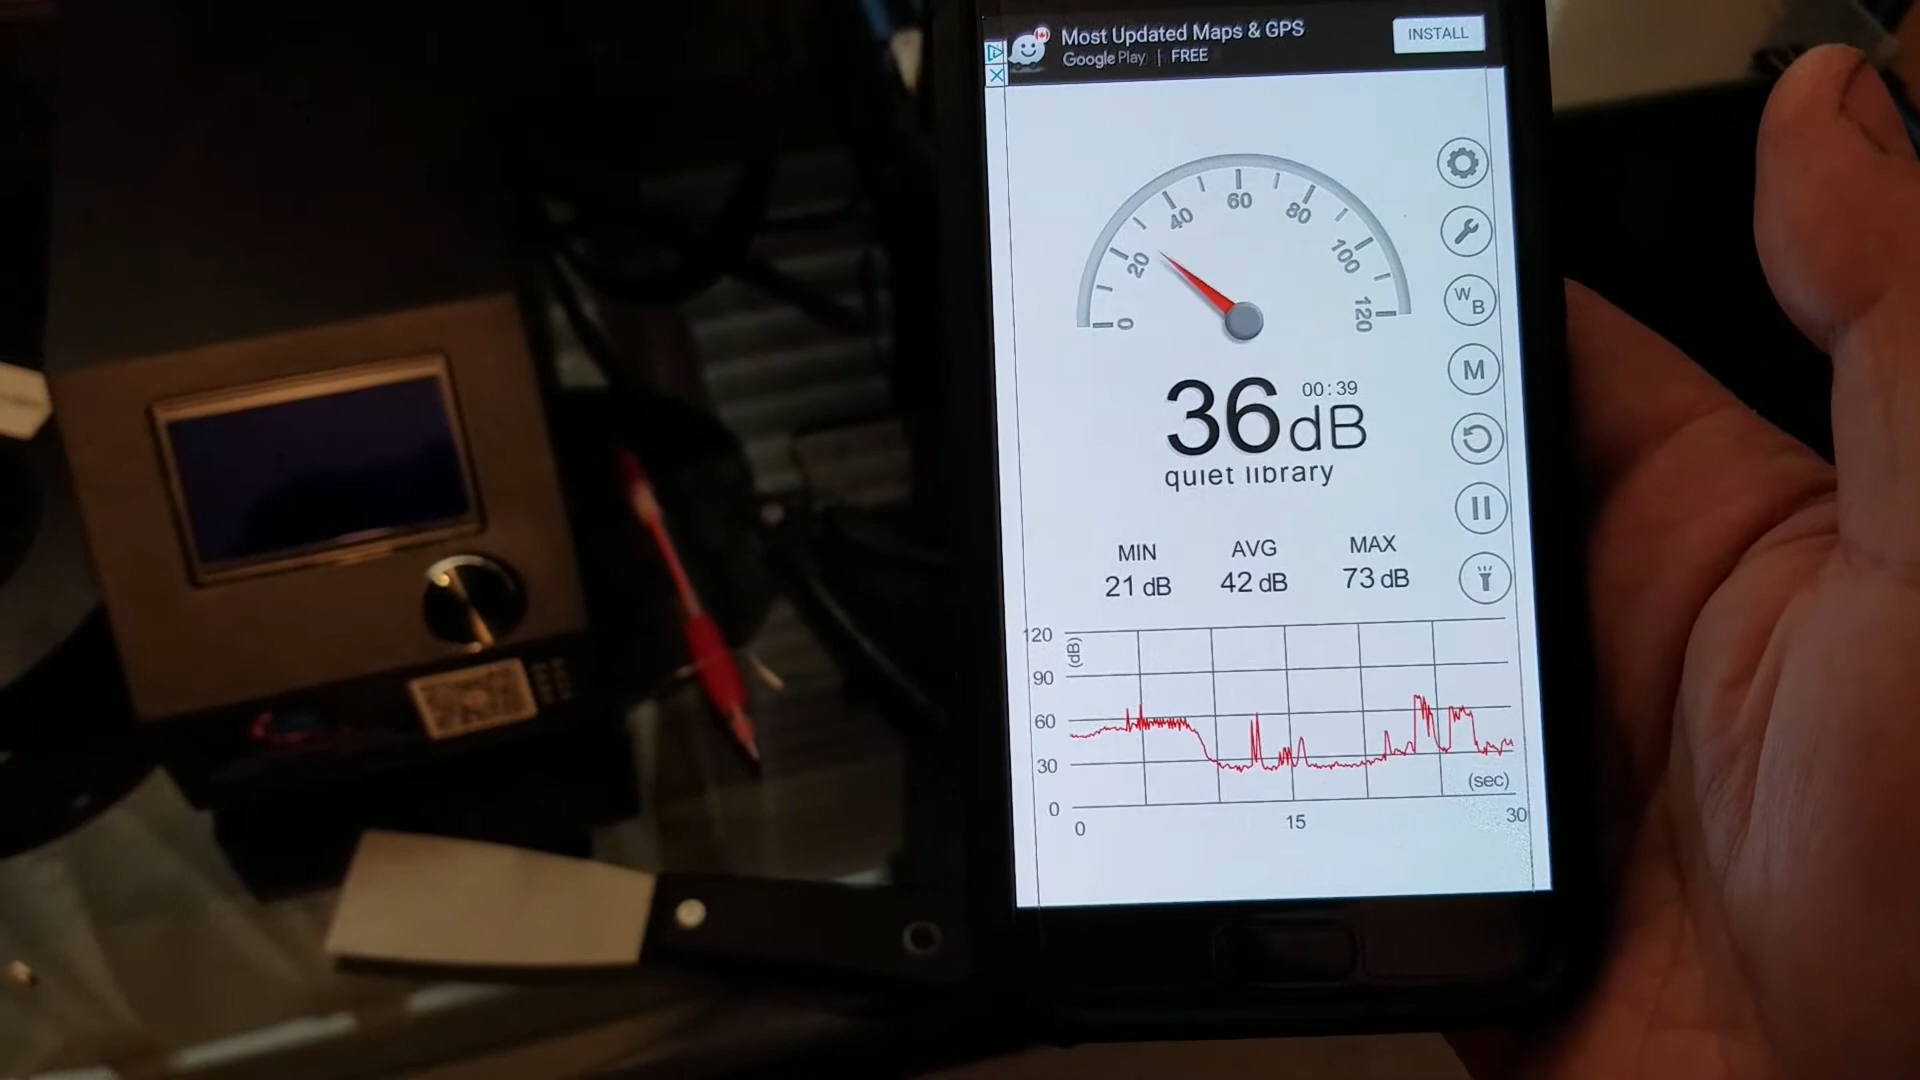 Most Updated Maps & GPS
Google Play | FREE
INSTALL
0
20
40
60
80
100
120
W
B
M
36 dB
00:39
quiet library
MIN
AVG
MAX
21 dB
42 dB
73 dB
120
(dB)
90
60
30
0
(sec)
0
15
30